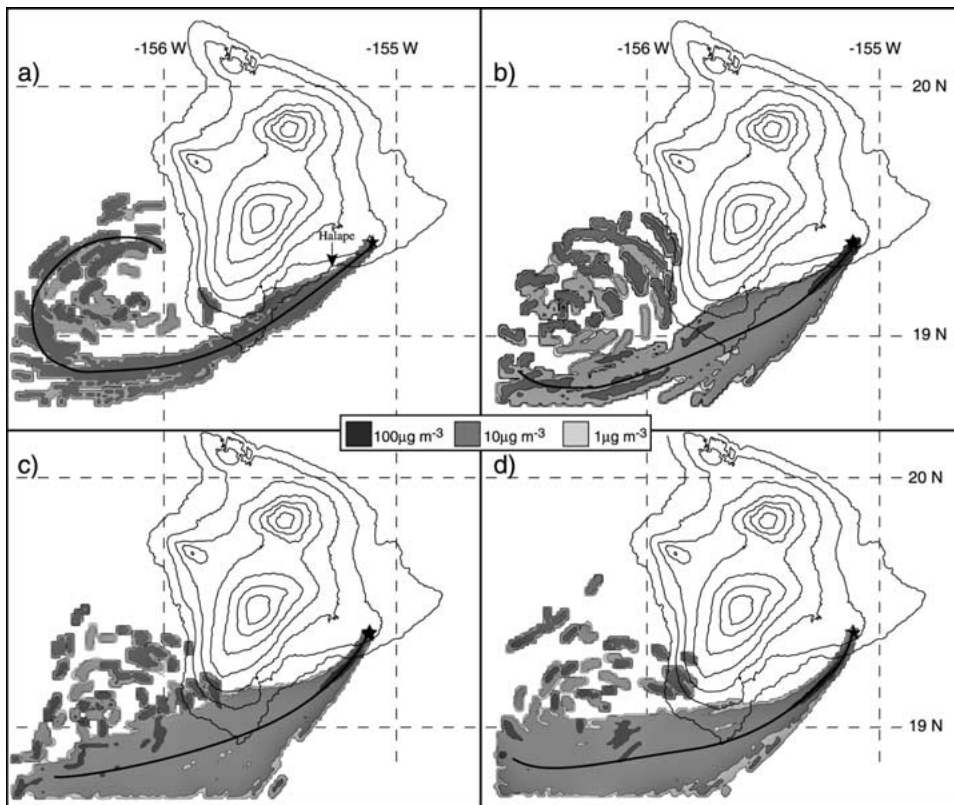 -156 W
-155 W
a)
Halape
-156 W
-155 W
b)
20 N
19 N
100µg m-3
10µg m-3
1µg m-3
c)
d)
20 N
19 N